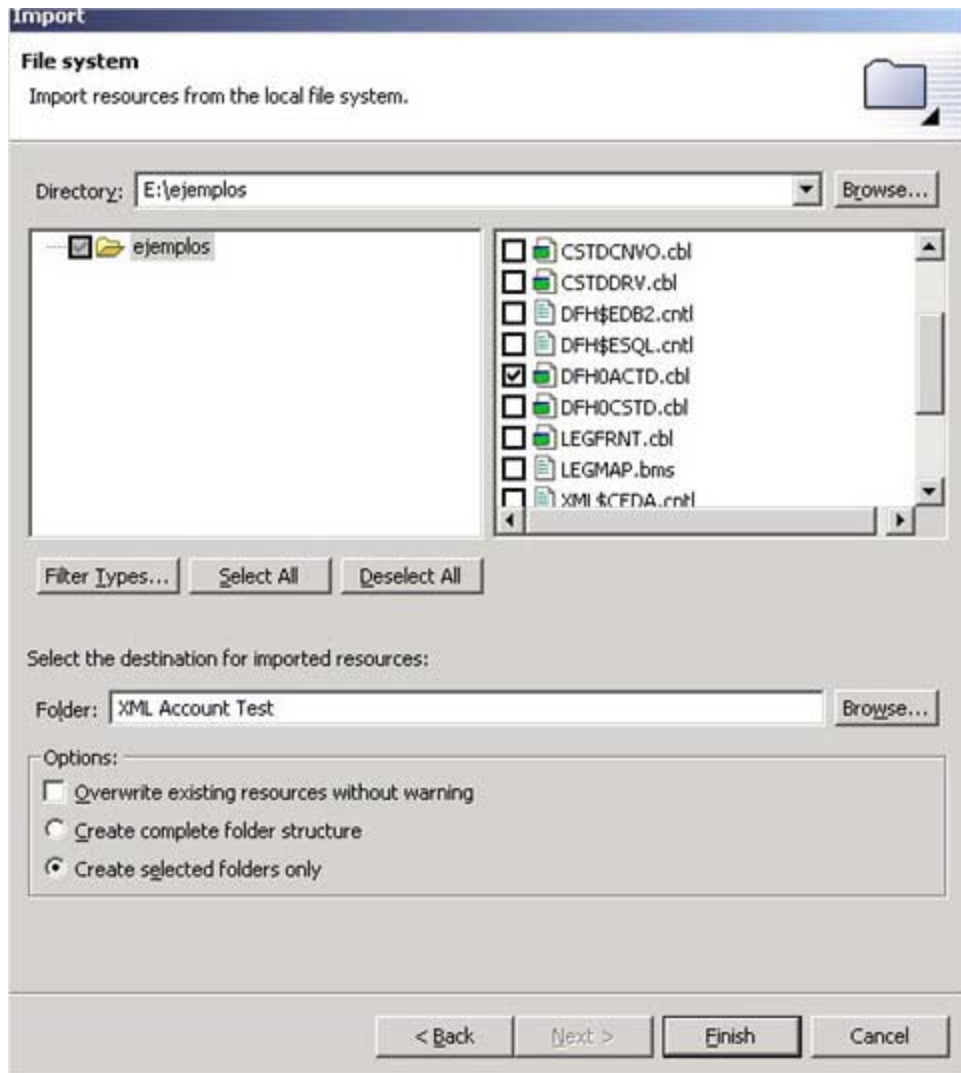 Import
File system
Import resources from the local file system.
Directory: E:\ejemplos Browse...
ejemplos
CSTDCNVO.cbl
CSTDDRV.cbl
DFH$EDB2.cntl
DFH$ESQL.cntl
DFH0ACTD.cbl
DFH0CSTD.cbl
LEGFRNT.cbl
LEGMAP.bms
XML$CEDA.cntl
Filter Types... Select All Deselect All
Select the destination for imported resources:
Folder: XML Account Test Browse...
Options:
Overwrite existing resources without warning
Create complete folder structure
Create selected folders only
< Back Next > Finish Cancel